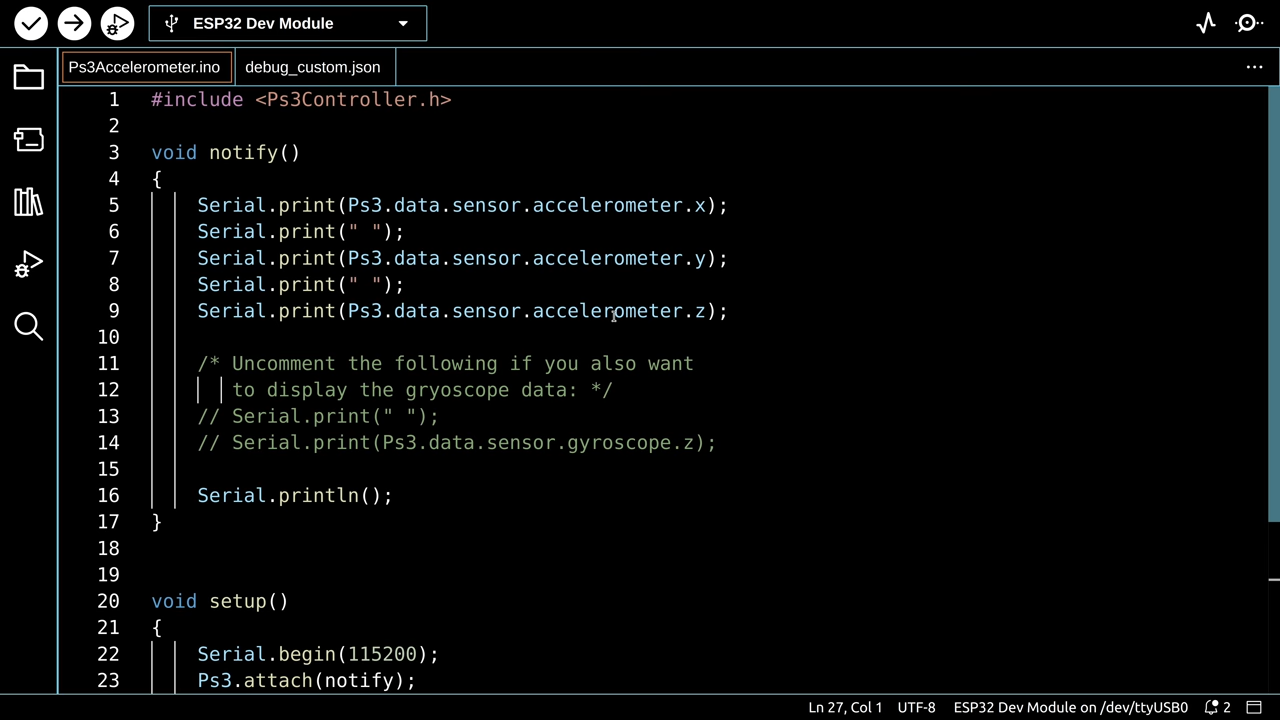 ESP32 Dev Module
Ps3Accelerometer.ino
debug_custom.json
1 #include <Ps3Controller.h>
2
3 void notify()
4 {
5 Serial.print(Ps3.data.sensor.accelerometer.x);
6 Serial.print(" ");
7 Serial.print(Ps3.data.sensor.accelerometer.y);
8 Serial.print(" ");
9 Serial.print(Ps3.data.sensor.accelerometer.z);
10
11 /* Uncomment the following if you also want
12 to display the gryoscope data: */
13 // Serial.print(" ");
14 // Serial.print(Ps3.data.sensor.gyroscope.z);
15
16 Serial.println();
17 }
18
19
20 void setup()
21 {
22 Serial.begin(115200);
23 Ps3.attach(notify);
Ln 27, Col 1 UTF-8 ESP32 Dev Module on /dev/ttyUSB0 2